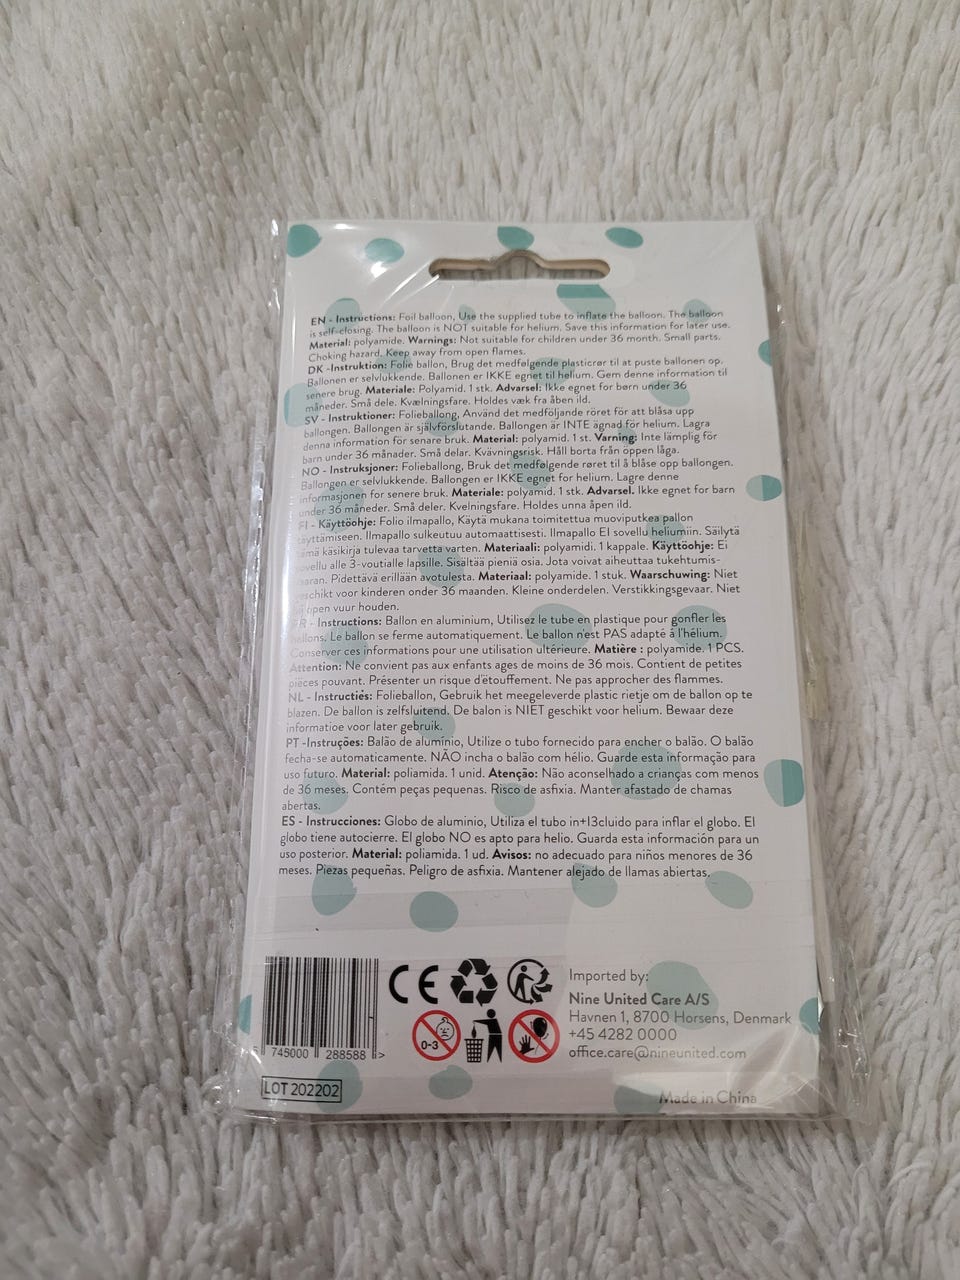 EN - Instructions: Foil balloon, Use the supplied tube to inflate the balloon. The balloon
is self-closing. The balloon is NOT suitable for helium. Save this information for later use.
Material: polyamide. Warnings: Not suitable for children under 36 month. Small parts.
Choking hazard. Keep away from open flames.
DK -Instruktion: Folie ballon, Brug det medfølgende plasticrør til at puste ballonen op.
Ballonen er selvlukkende. Ballonen er IKKE egnet til helium. Gem denne information til
senere brug. Materiale: Polyamid. 1 stk. Advarsel: Ikke egnet for børn under 36
måneder. Små dele. Kvælningsfare. Holdes væk fra åben ild.
SV - Instruktioner: Folieballong, Använd det medföljande röret för att blåsa upp
ballongen. Ballongen är självförslutande. Ballongen är INTE ägnad för helium. Lagra
denna information för senare bruk. Material: polyamid. 1 st. Varning: Inte lämplig för
barn under 36 månader. Små delar. Kvävningsrisk. Håll borta från öppen låga.
NO - Instruksjoner: Folieballong, Bruk det medfølgende røret til å blåse opp ballongen.
Ballongen er selvlukkende. Ballongen er IKKE egnet for helium. Lagre denne
informasjonen for senere bruk. Materiale: polyamid. 1 stk. Advarsel. Ikke egnet for barn
under 36 måneder. Små deler. Kvelningsfare. Holdes unna åpen ild.
FI - Käyttöohje: Folio ilmapallo, Käytä mukana toimitettua muoviputkea pallon
täyttämiseen. Ilmapallo sulkeutuu automaattisesti. Ilmapallo EI sovellu heliumiin. Säilytä
tämä käsikirja tulevaa tarvetta varten. Materiaali: polyamidi. 1 kappale. Käyttöohje: Ei
sovellu alle 3-voutialle lapsille. Sisältää pieniä osia. Jota voivat aiheuttaa tukehtumis-
vaaran. Pidettävä erillään avotulesta. Materiaal: polyamide. 1 stuk. Waarschuwing: Niet
geschikt voor kinderen onder 36 maanden. Kleine onderdelen. Verstikkingsgevaar. Niet
bij open vuur houden.
FR - Instructions: Ballon en aluminium, Utilisez le tube en plastique pour gonfler les
ballons. Le ballon se ferme automatiquement. Le ballon n'est PAS adapté à l'hélium.
Conserver ces informations pour une utilisation ultérieure. Matière : polyamide. 1 PCS.
Attention: Ne convient pas aux enfants ages de moins de 36 mois. Contient de petites
pièces pouvant. Présenter un risque d'étouffement. Ne pas approcher des flammes.
NL - Instructiés: Folieballon, Gebruik het meegeleverde plastic rietje om de ballon op te
blazen. De ballon is zelfsluitend. De balon is NIET geschikt voor helium. Bewaar deze
informatioe voor later gebruik.
PT -Instruções: Balão de alumínio, Utilize o tubo fornecido para encher o balão. O balão
fecha-se automaticamente. NÃO incha o balão com hélio. Guarde esta informação para
uso futuro. Material: poliamida. 1 unid. Atenção: Não aconselhado a crianças com menos
de 36 meses. Contém peças pequenas. Risco de asfixia. Manter afastado de chamas
abertas.
ES - Instrucciones: Globo de aluminio, Utiliza el tubo in+l3cluido para inflar el globo. El
globo tiene autocierre. El globo NO es apto para helio. Guarda esta información para un
uso posterior. Material: poliamida. 1 ud. Avisos: no adecuado para niños menores de 36
meses. Piezas pequeñas. Peligro de asfixia. Mantener alejado de llamas abiertas.
CE
0-3
5 745000 288588 >
LOT 202202
Imported by:
Nine United Care A/S
Havnen 1, 8700 Horsens, Denmark
+45 4282 0000
office.care@nineunited.com
Made in China